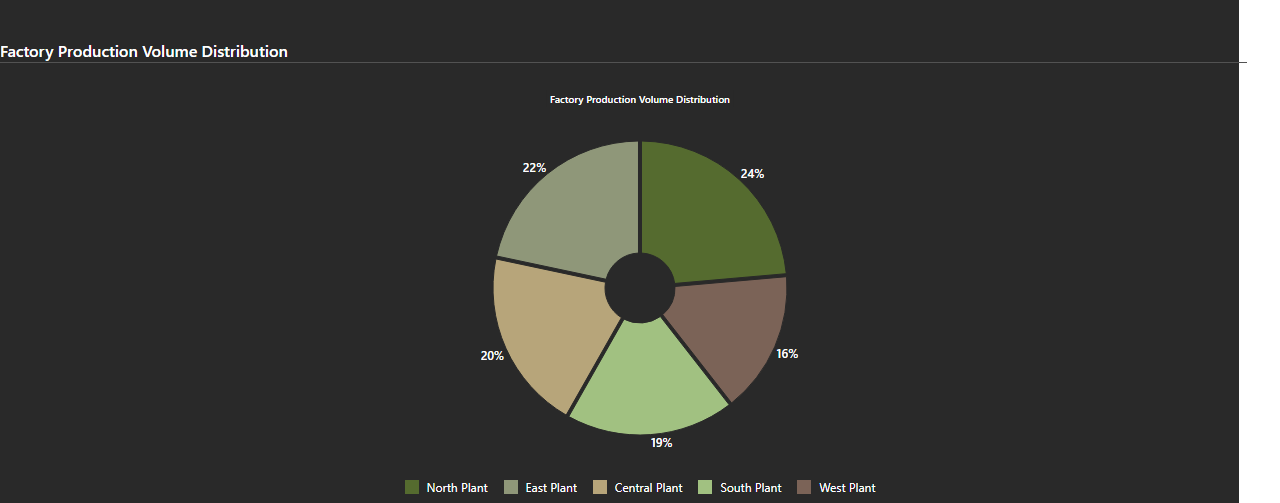 Factory Production Volume Distribution
Factory Production Volume Distribution
22%
24%
20%
16%
19%
North Plant East Plant Central Plant South Plant West Plant